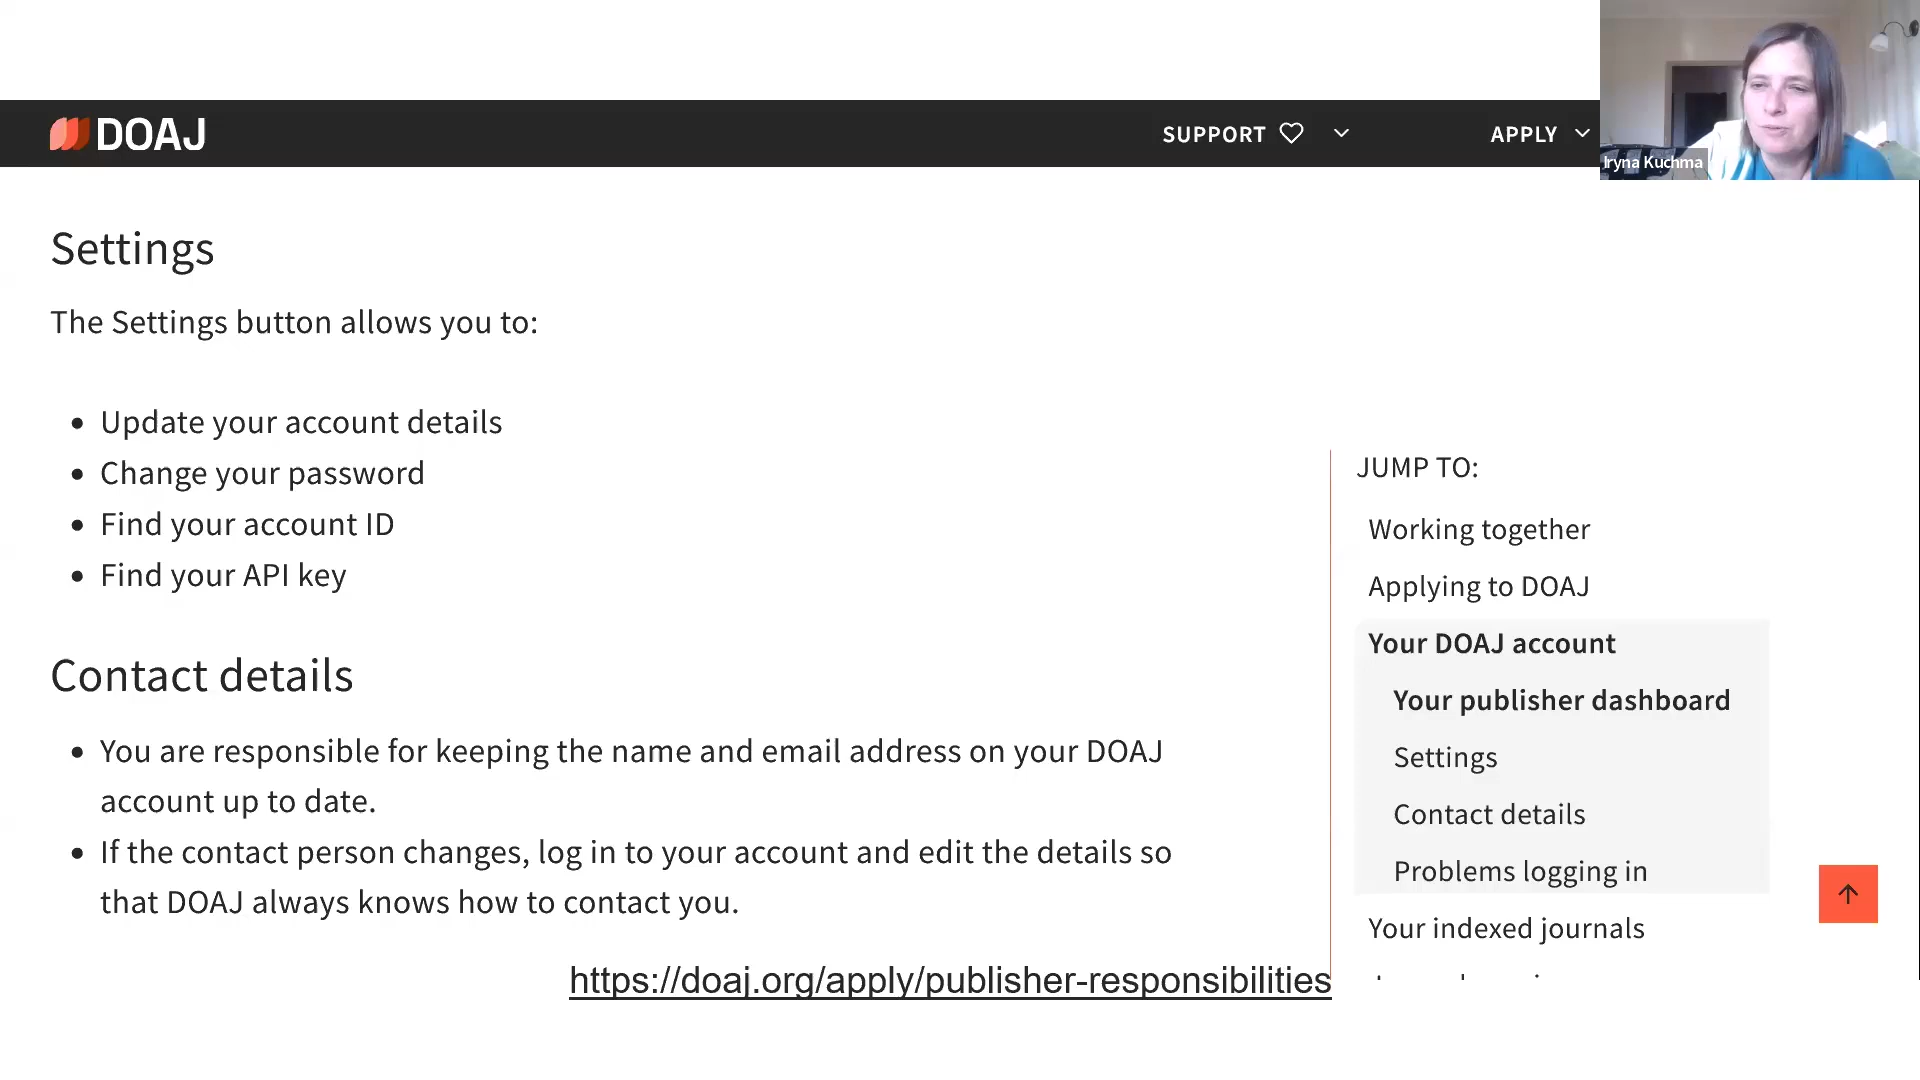 DOAJ
SUPPORT
APPLY
Iryna Kuchma
Settings
The Settings button allows you to:
• Update your account details
• Change your password
• Find your account ID
• Find your API key
Contact details
• You are responsible for keeping the name and email address on your DOAJ
account up to date.
• If the contact person changes, log in to your account and edit the details so
that DOAJ always knows how to contact you.
JUMP TO:
Working together
Applying to DOAJ
Your DOAJ account
Your publisher dashboard
Settings
Contact details
Problems logging in
Your indexed journals
https://doaj.org/apply/publisher-responsibilities